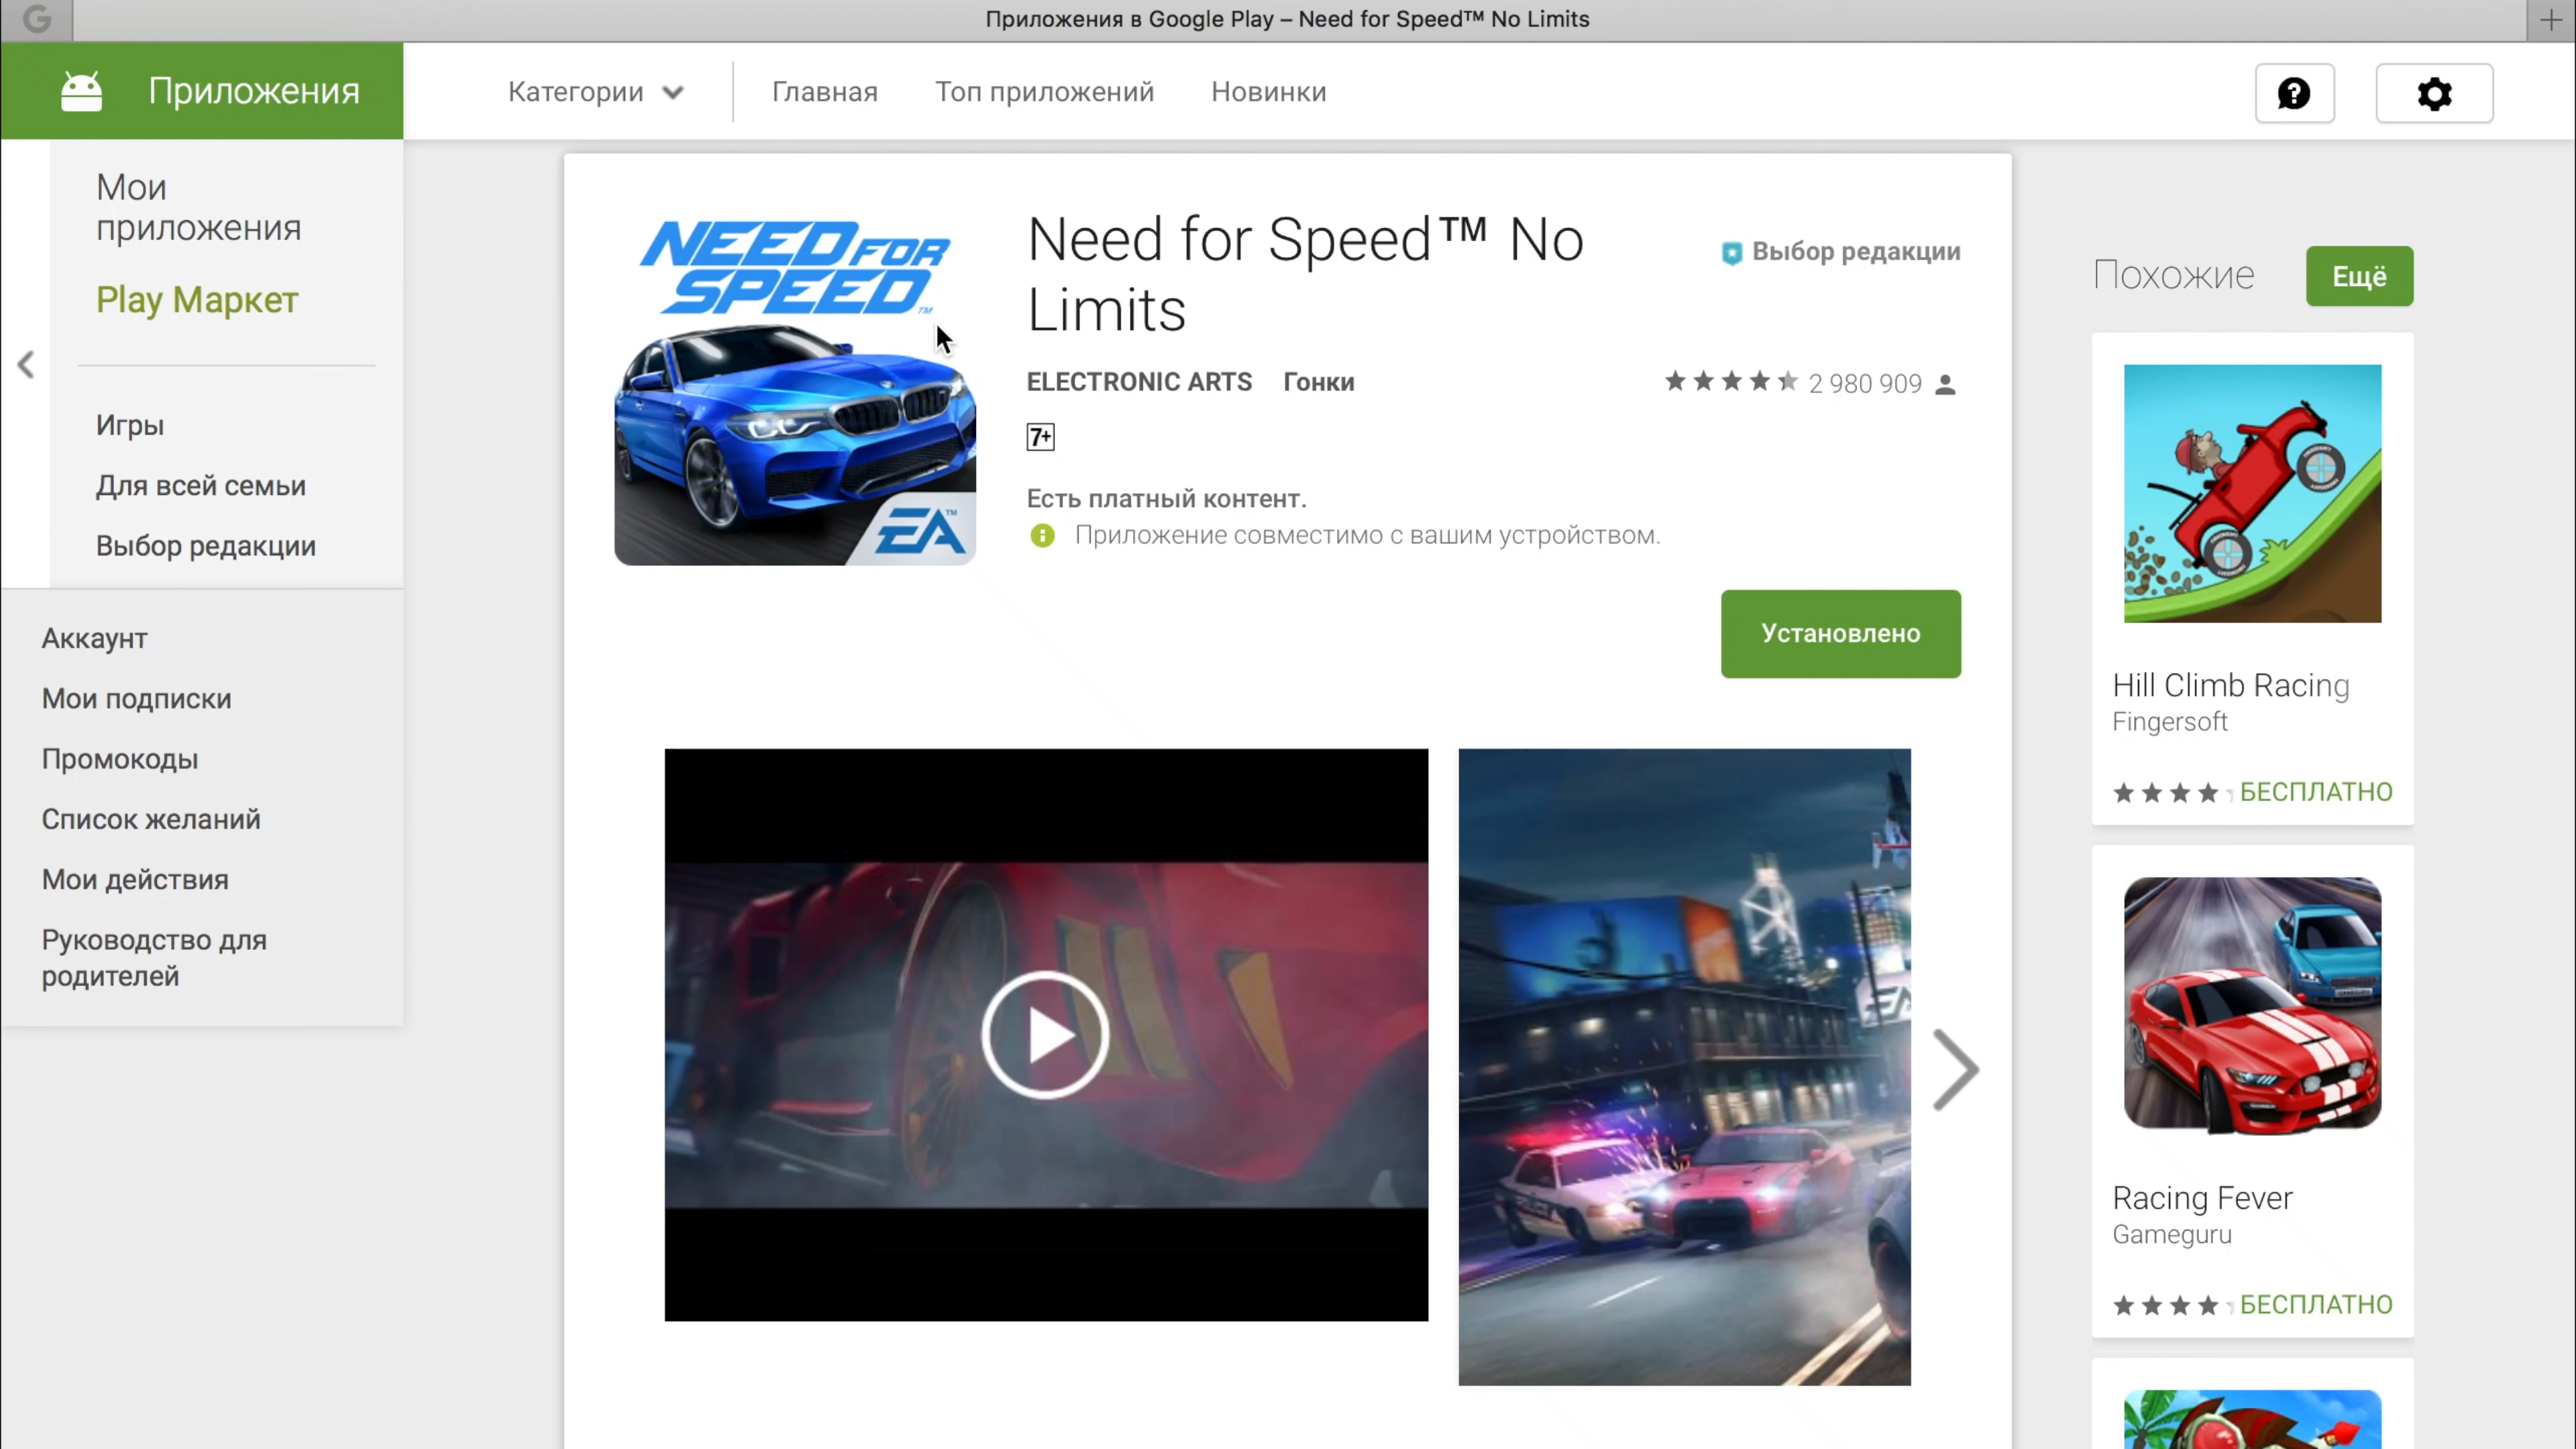 Приложения в Google Play – Need for Speed™ No Limits
Приложения
Категории
Главная
Топ приложений
Новинки
Мои
приложения
Play Маркет
Игры
Для всей семьи
Выбор редакции
Аккаунт
Мои подписки
Промокоды
Список желаний
Мои действия
Руководство для
родителей
NEED FOR
SPEED™
EA™
Need for Speed™ No
Limits
Выбор редакции
ELECTRONIC ARTS Гонки
2 980 909
7+
Есть платный контент.
Приложение совместимо с вашим устройством.
Установлено
Похожие
Ещё
Hill Climb Racing
Fingersoft
БЕСПЛАТНО
Racing Fever
Gameguru
БЕСПЛАТНО